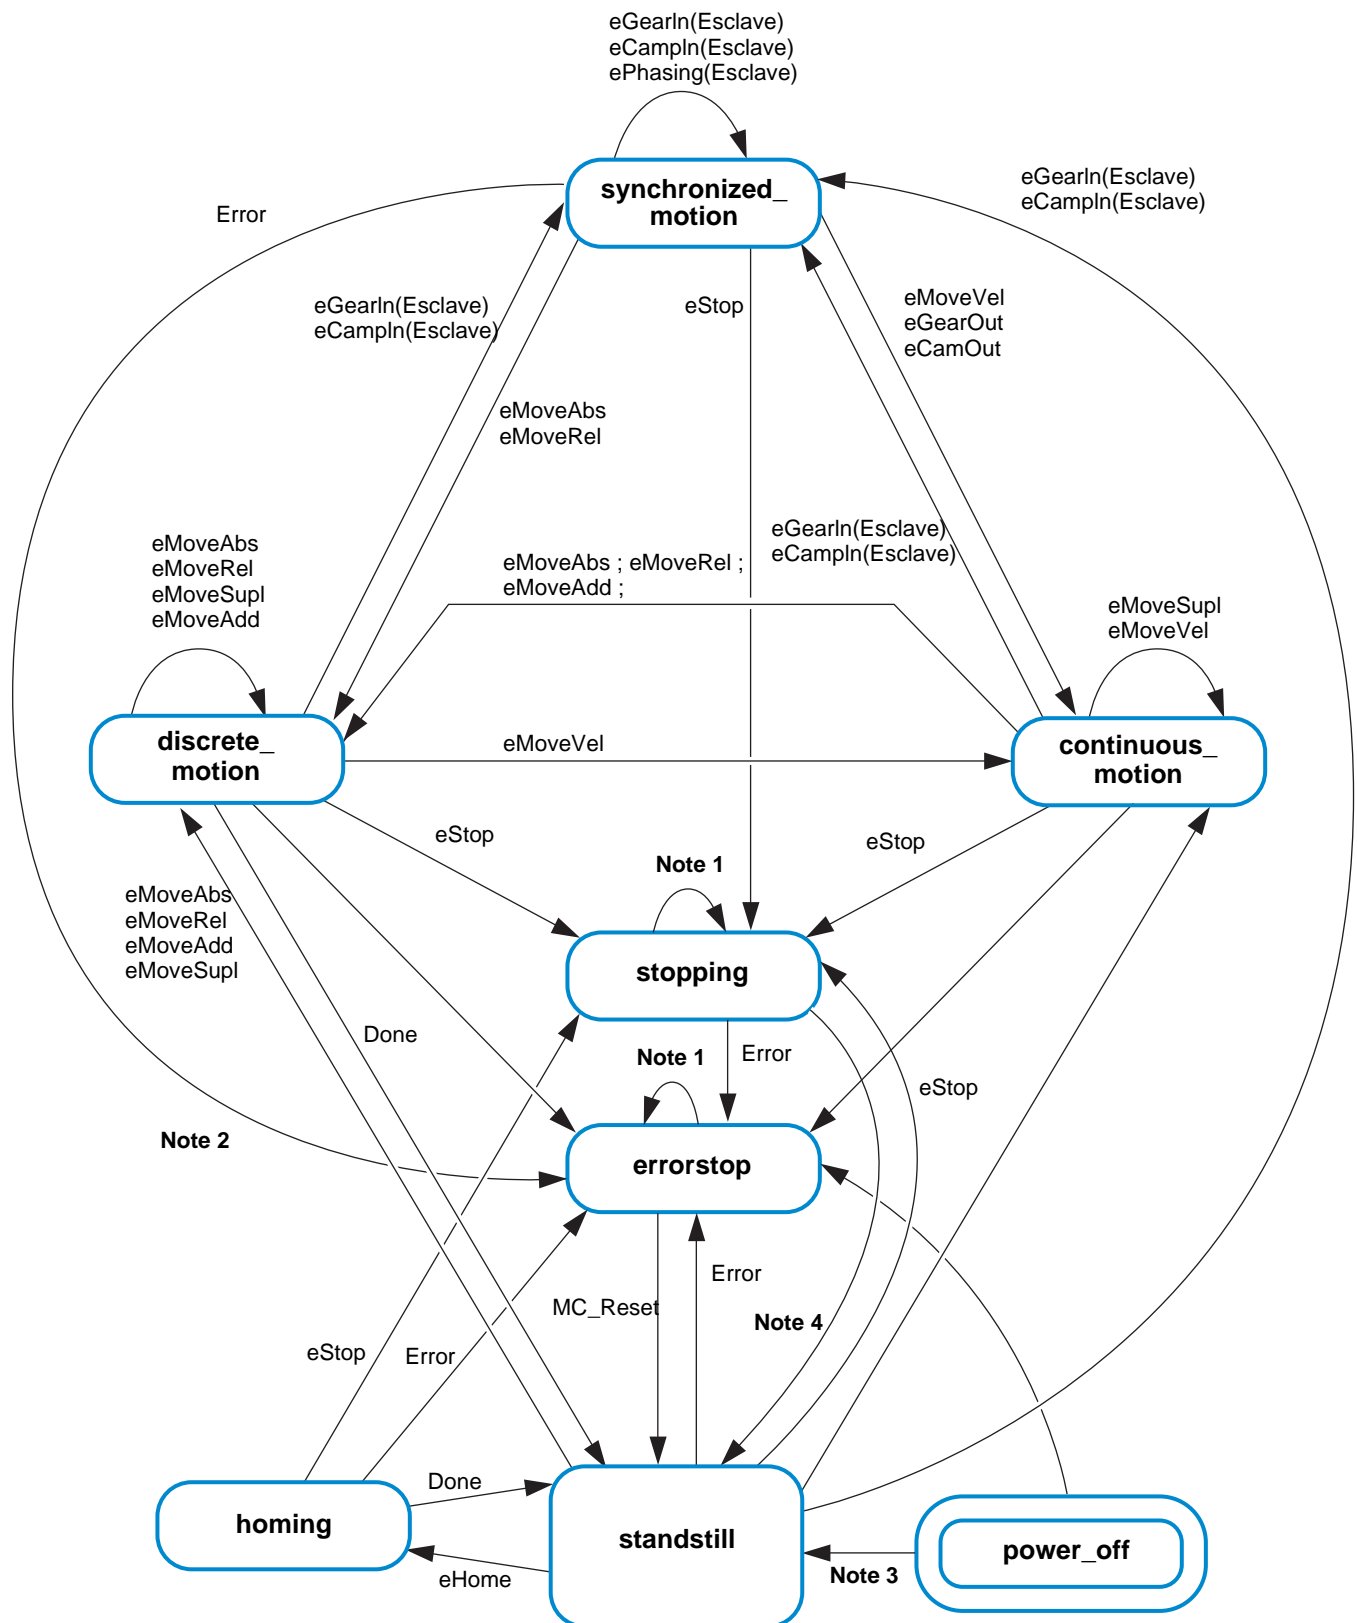 eGearIn(Esclave)
eCampIn(Esclave)
ePhasing(Esclave)
synchronized_
motion
Error
eGearIn(Esclave)
eCampIn(Esclave)
eGearIn(Esclave)
eCampIn(Esclave)
eStop
eMoveVel
eGearOut
eCamOut
eMoveAbs
eMoveRel
eMoveAbs
eMoveRel
eMoveSupl
eMoveAdd
eMoveAbs ; eMoveRel ;
eMoveAdd ;
eGearIn(Esclave)
eCampIn(Esclave)
eMoveSupl
eMoveVel
discrete_
motion
eMoveVel
continuous_
motion
eStop
Note 1
eStop
eMoveAbs
eMoveRel
eMoveAdd
eMoveSupl
stopping
Done
Note 1
Error
eStop
Note 2
errorstop
Error
MC_Reset
Note 4
eStop
Error
Done
homing
standstill
power_off
eHome
Note 3